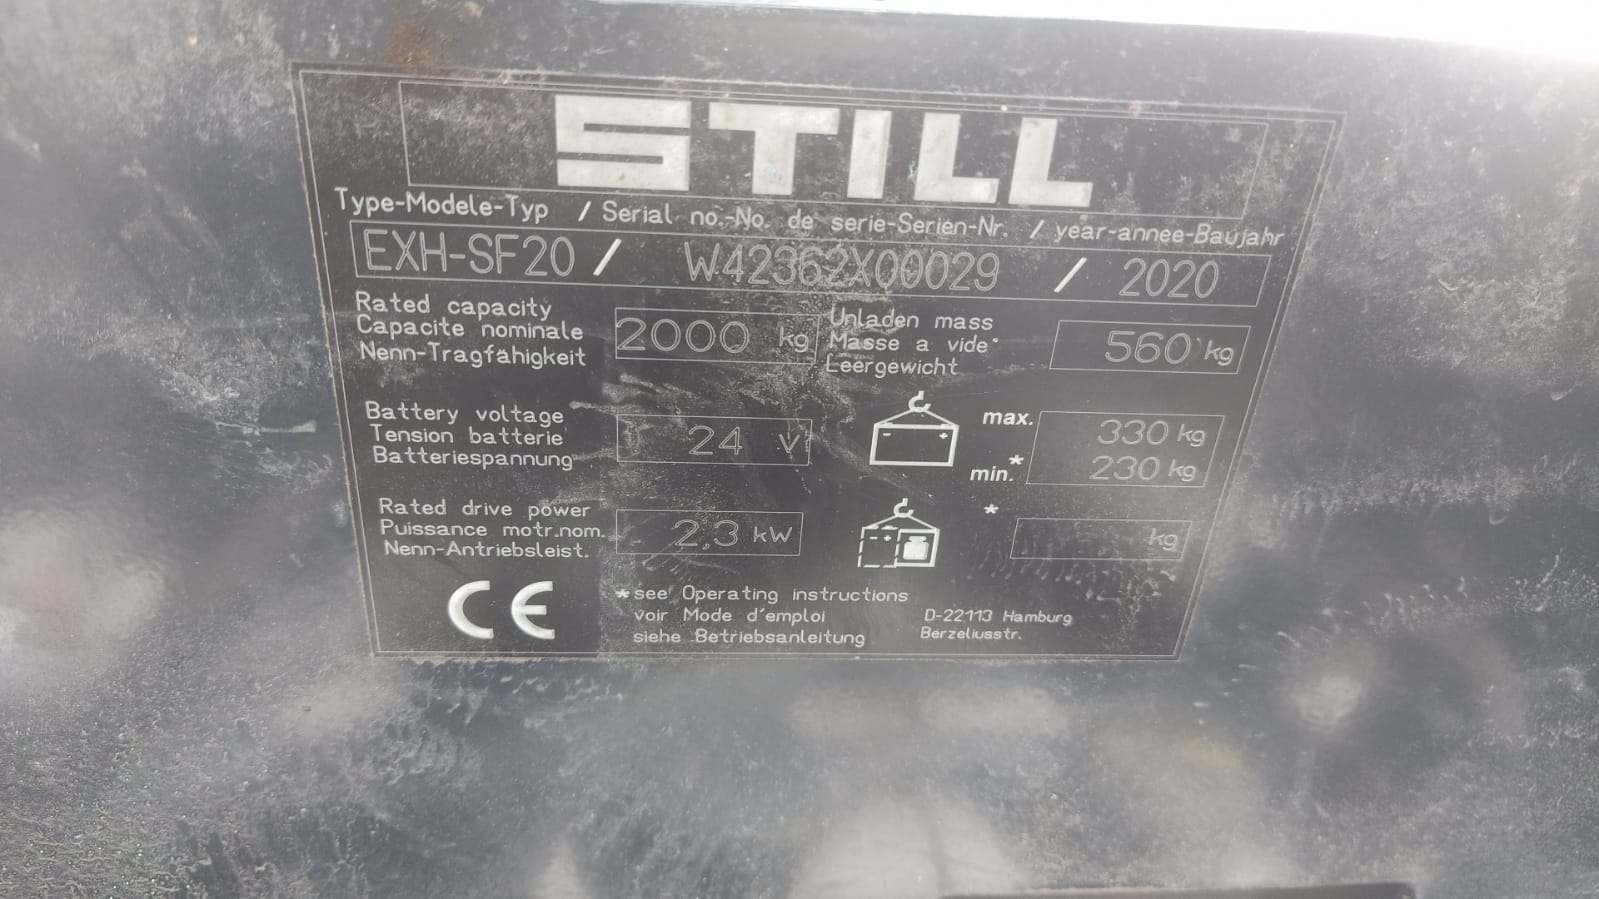 STILL
Type-Modele-Typ / Serial no.-No. de serie-Serien-Nr. / year-annee-Baujahr
EXH-SF20 / W42362X00029 / 2020
Rated capacity
Capacite nominale
Nenn-Tragfähigkeit
2000 kg
Unladen mass
Masse a vide
Leergewicht
560 kg
Battery voltage
Tension batterie
Batteriespannung
24 V
- +
max. 330 kg
min.* 230 kg
Rated drive power
Puissance motr.nom.
Nenn-Antriebsleist.
2,3 kW
- +
* kg
CE
*see Operating instructions
voir Mode d'emploi
siehe Betriebsanleitung
D-22113 Hamburg
Berzeliusstr.